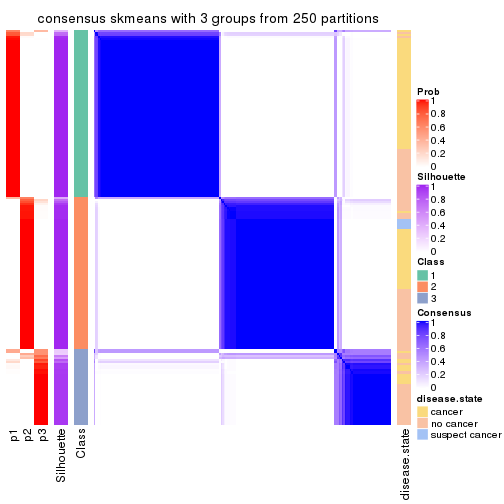 consensus skmeans with 3 groups from 250 partitions
Prob
1
0.8
0.6
0.4
0.2
0
Silhouette
1
0.8
0.6
0.4
0.2
0
Class
1
2
3
Consensus
1
0.8
0.6
0.4
0.2
0
disease.state
cancer
no cancer
suspect cancer
p1
p2
p3
Silhouette
Class
disease.state